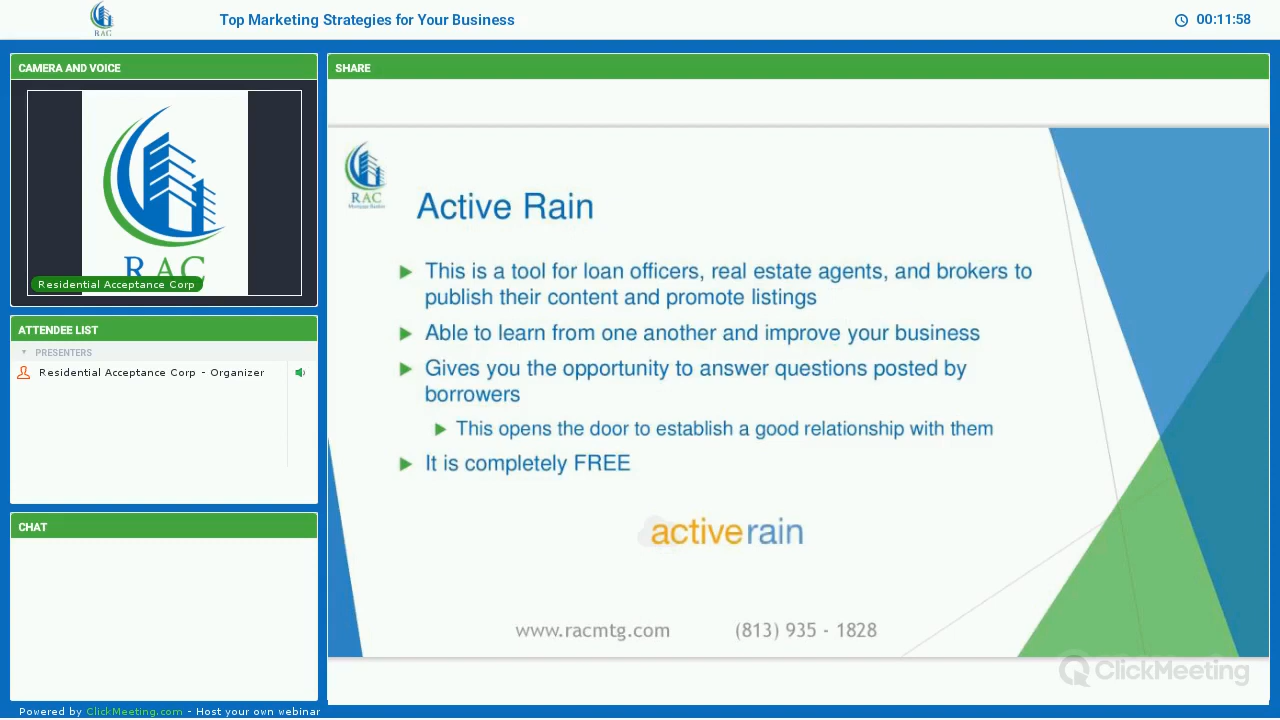 RAC
Top Marketing Strategies for Your Business
00:11:58
CAMERA AND VOICE
RAC
Residential Acceptance Corp
ATTENDEE LIST
PRESENTERS
Residential Acceptance Corp - Organizer
CHAT
SHARE
RAC
Active Rain
This is a tool for loan officers, real estate agents, and brokers to
publish their content and promote listings
Able to learn from one another and improve your business
Gives you the opportunity to answer questions posted by
borrowers
This opens the door to establish a good relationship with them
It is completely FREE
activerain
www.racmtg.com (813) 935 - 1828
ClickMeeting
Powered by ClickMeeting.com - Host your own webinar